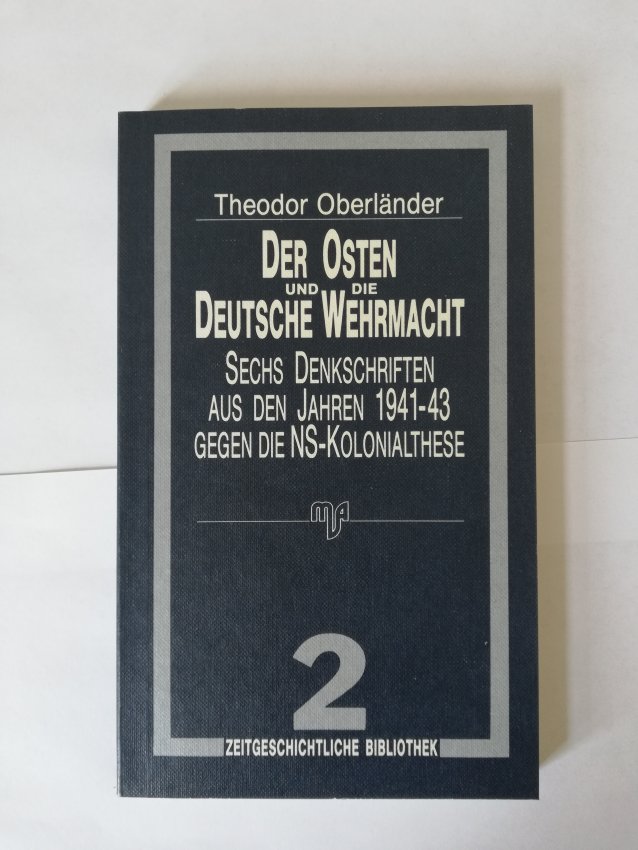 Theodor Oberländer
DER OSTEN
UND DIE
DEUTSCHE WEHRMACHT
SECHS DENKSCHRIFTEN
AUS DEN JAHREN 1941-43
GEGEN DIE NS-KOLONIALTHESE
MVA
2
ZEITGESCHICHTLICHE BIBLIOTHEK